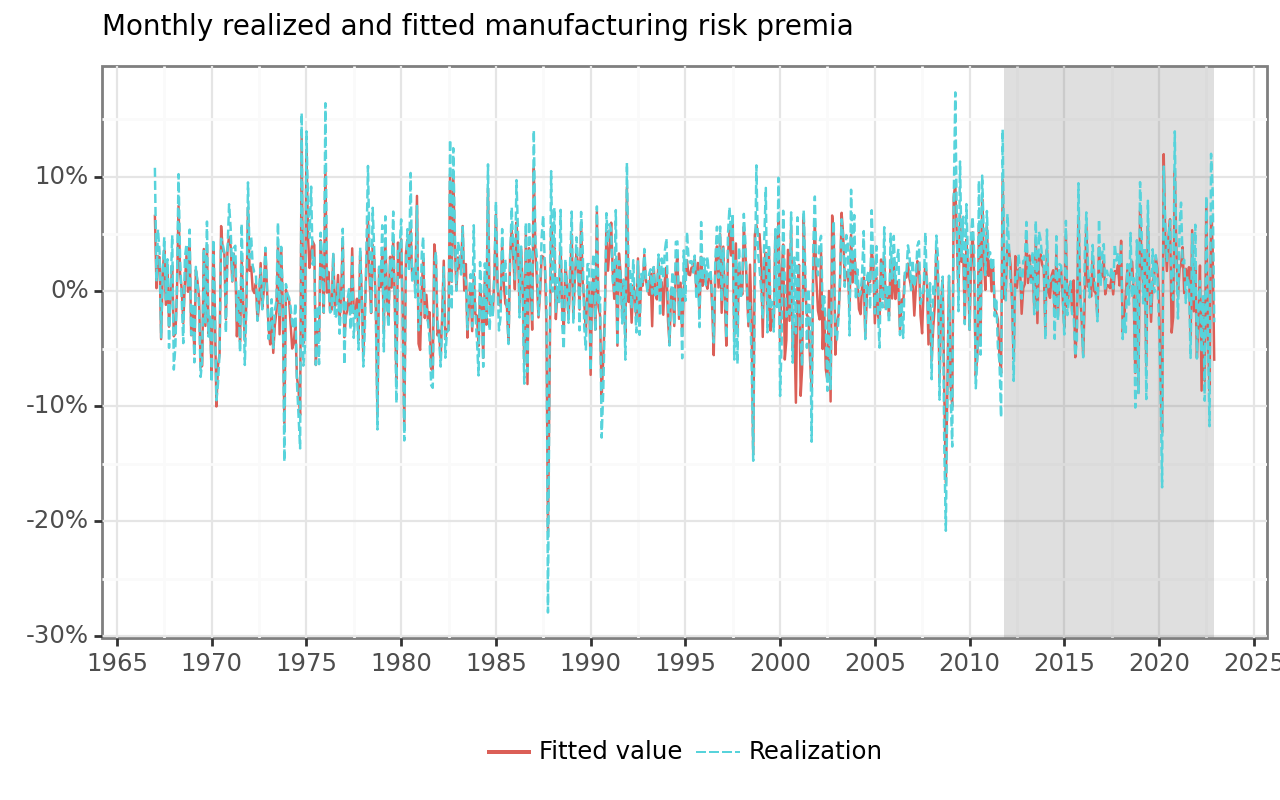 Monthly realized and fitted manufacturing risk premia
10%
0%
-10%
-20%
-30%
1965 1970 1975 1980 1985 1990 1995 2000 2005 2010 2015 2020 2025
Fitted value Realization